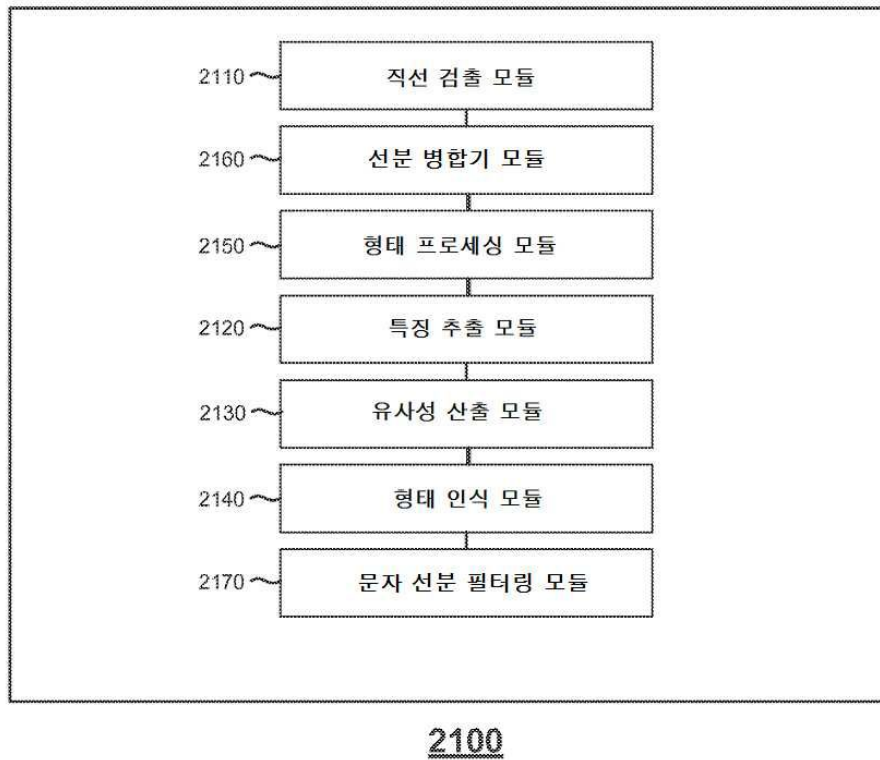 2110 직선 검출 모듈
2160 선분 병합기 모듈
2150 형태 프로세싱 모듈
2120 특징 추출 모듈
2130 유사성 산출 모듈
2140 형태 인식 모듈
2170 문자 선분 필터링 모듈
2100